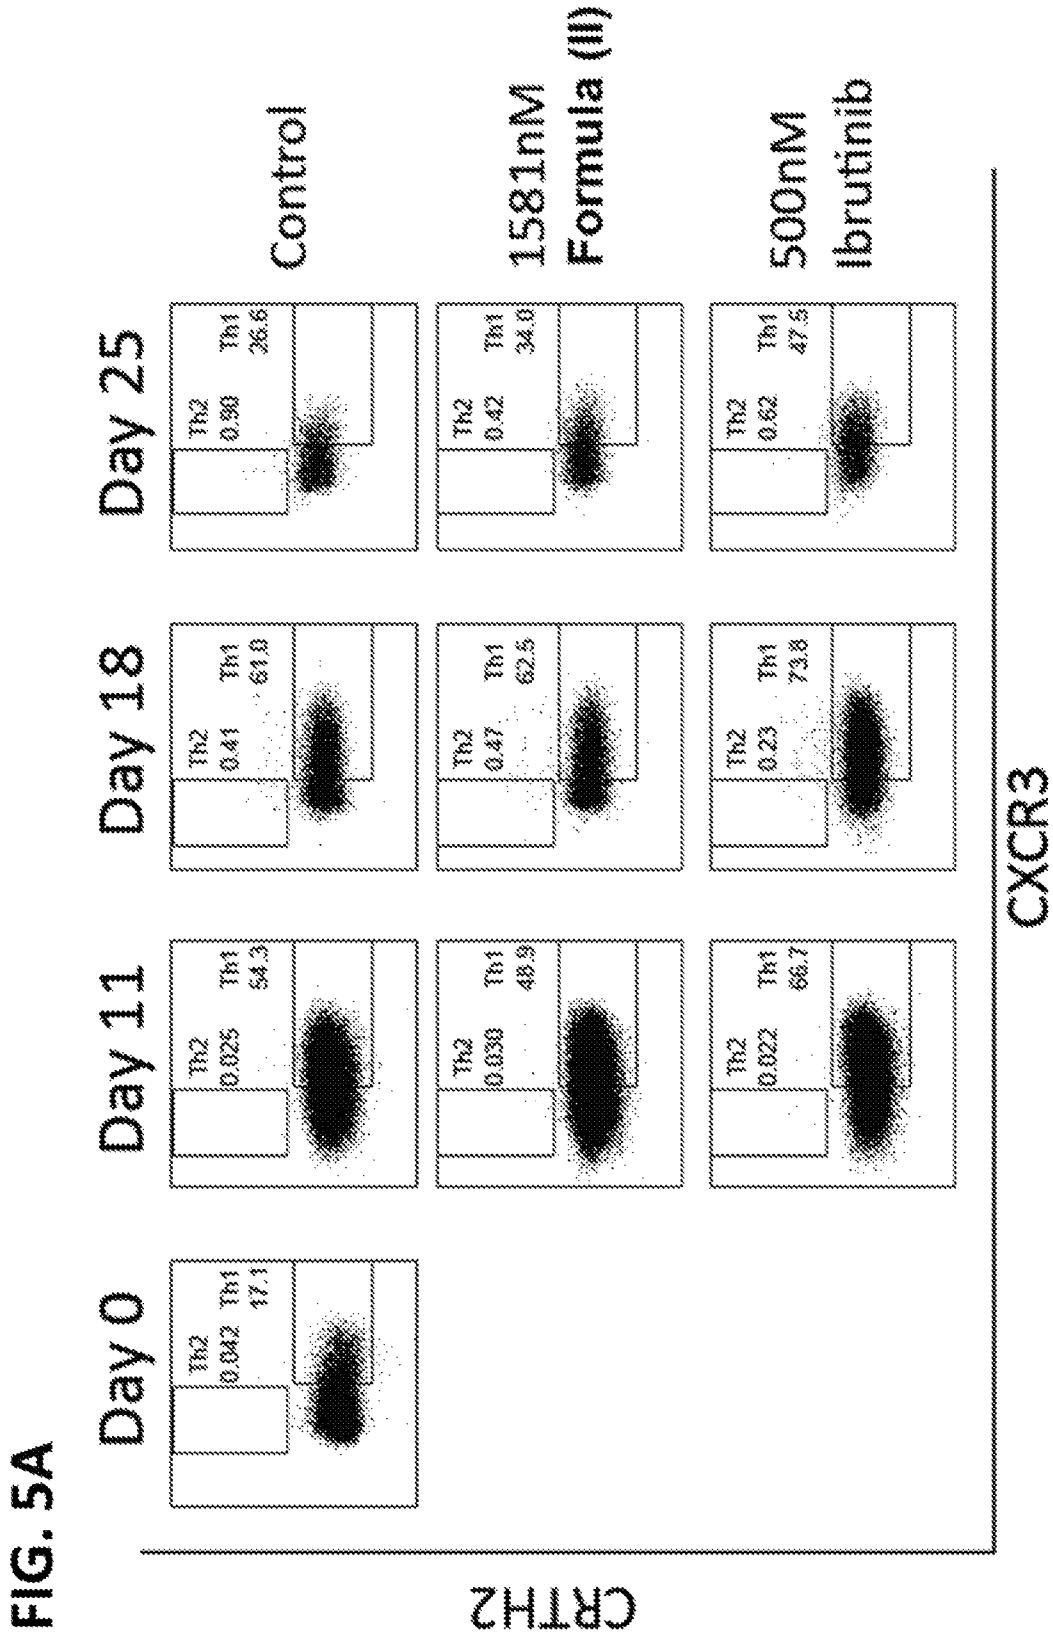 FIG. 5A
Day 0
Day 11
Day 18
Day 25
Th2
0.042
Th1
17.1
Th2
0.025
Th1
54.3
Th2
0.41
Th1
61.0
Th2
0.90
Th1
26.6
Control
Th2
0.030
Th1
48.9
Th2
0.47
Th1
62.5
Th2
0.42
Th1
34.0
1581nM
Formula (II)
Th2
0.022
Th1
66.7
Th2
0.23
Th1
73.8
Th2
0.62
Th1
47.5
500nM
Ibrutinib
CRTH2
CXCR3